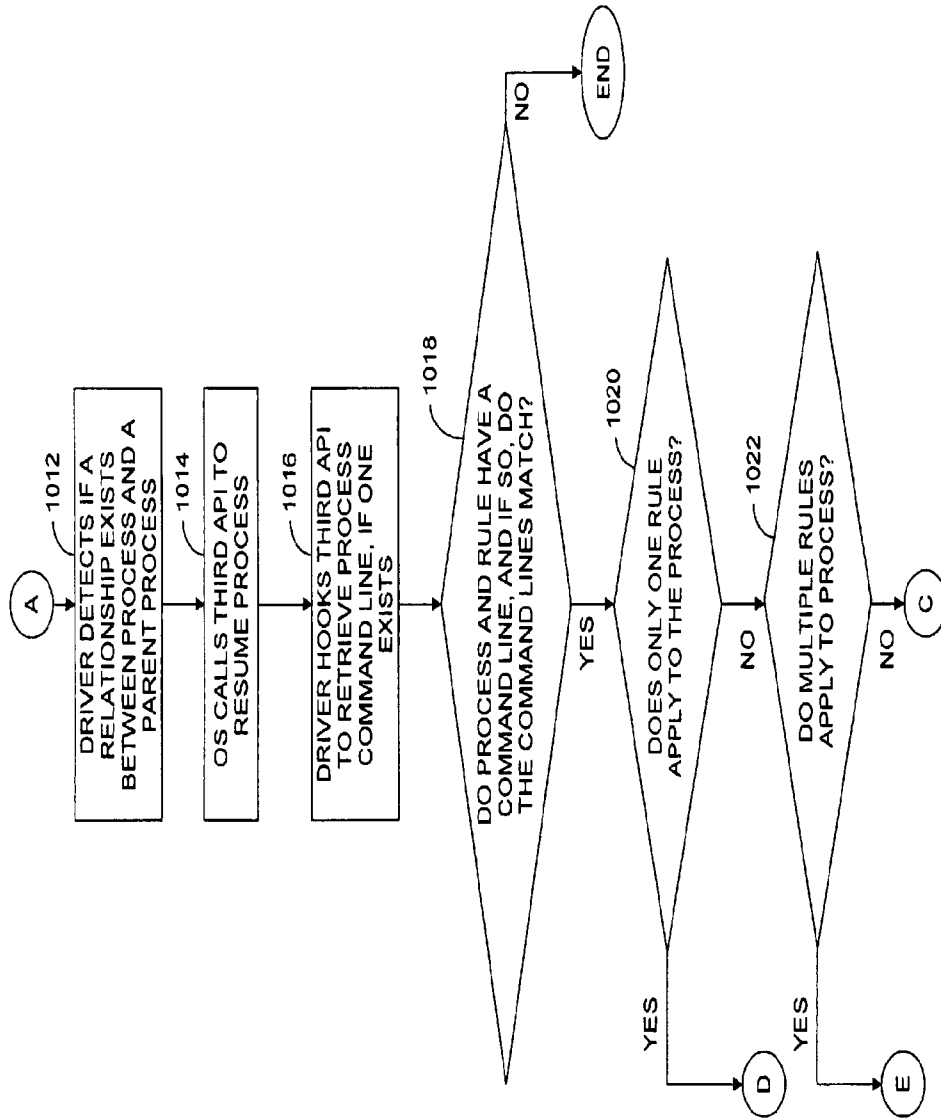 A
1012
DRIVER DETECTS IF A
RELATIONSHIP EXISTS
BETWEEN PROCESS AND A
PARENT PROCESS
1014
OS CALLS THIRD API TO
RESUME PROCESS
1016
DRIVER HOOKS THIRD API
TO RETRIEVE PROCESS
COMMAND LINE, IF ONE
EXISTS
1018
DO PROCESS AND RULE HAVE A
COMMAND LINE, AND IF SO, DO
THE COMMAND LINES MATCH?
NO
END
YES
1020
DOES ONLY ONE RULE
APPLY TO THE PROCESS?
YES
D
NO
1022
DO MULTIPLE RULES
APPLY TO PROCESS?
YES
E
NO
C